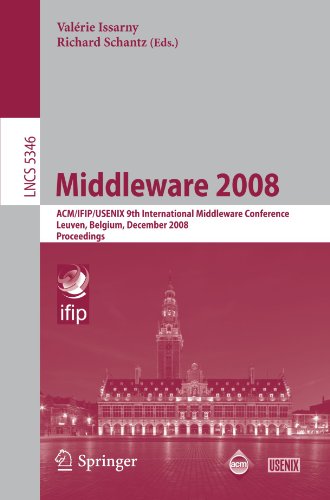 Valérie Issarny
Richard Schantz (Eds.)
LNCS 5346
Middleware 2008
ACM/IFIP/USENIX 9th International Middleware Conference
Leuven, Belgium, December 2008
Proceedings
ifip
Springer
acm
USENIX